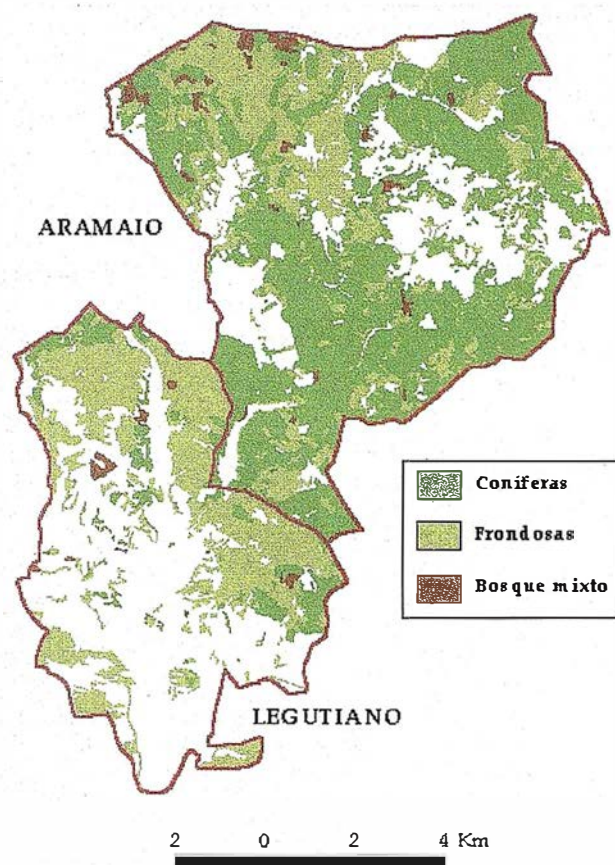 ARAMAIO
Coníferas
Frondosas
Bosque mixto
LEGUTIANO
2 0 2 4 Km